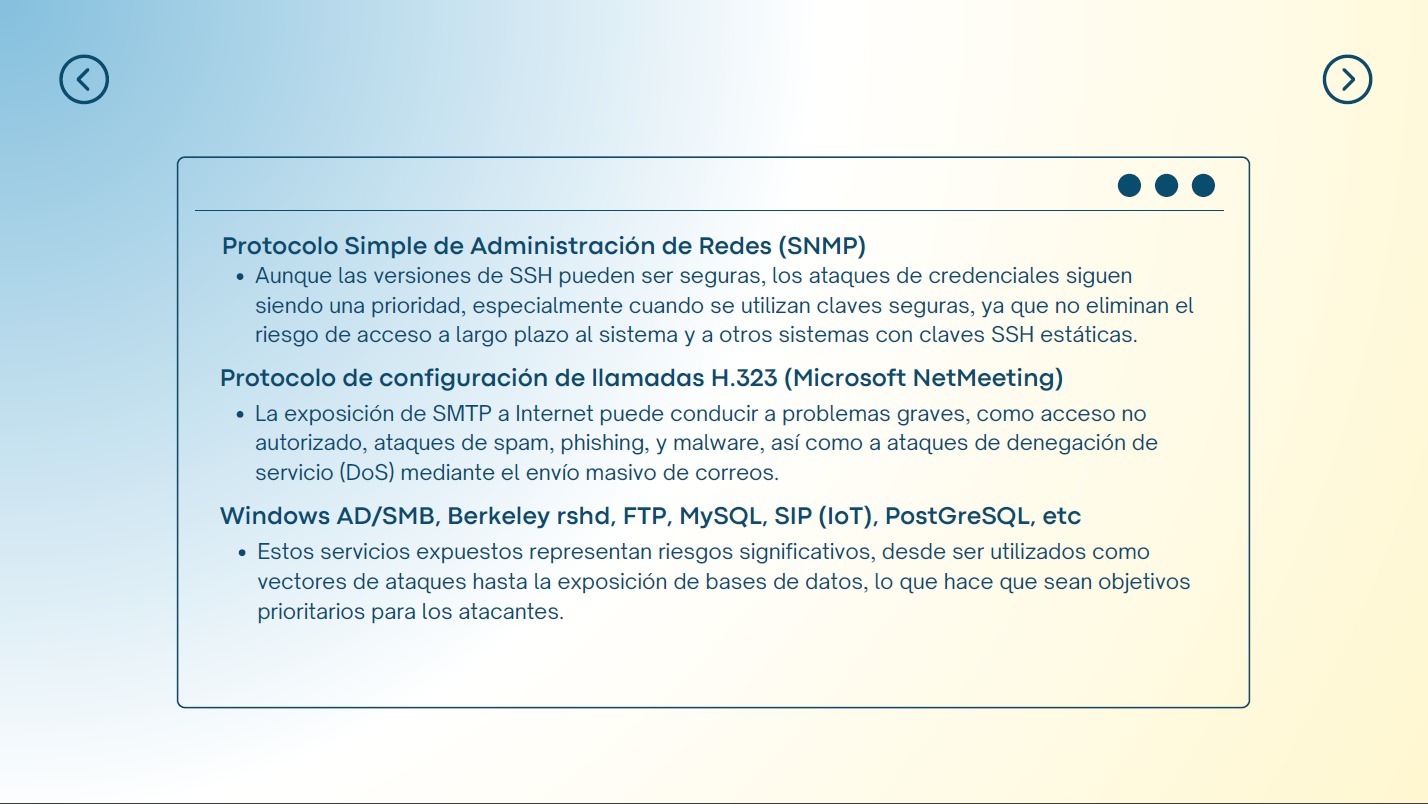 Protocolo Simple de Administración de Redes (SNMP)
• Aunque las versiones de SSH pueden ser seguras, los ataques de credenciales siguen
siendo una prioridad, especialmente cuando se utilizan claves seguras, ya que no eliminan el
riesgo de acceso a largo plazo al sistema y a otros sistemas con claves SSH estáticas.
Protocolo de configuración de llamadas H.323 (Microsoft NetMeeting)
• La exposición de SMTP a Internet puede conducir a problemas graves, como acceso no
autorizado, ataques de spam, phishing, y malware, así como a ataques de denegación de
servicio (DoS) mediante el envío masivo de correos.
Windows AD/SMB, Berkeley rshd, FTP, MySQL, SIP (IoT), PostGreSQL, etc
• Estos servicios expuestos representan riesgos significativos, desde ser utilizados como
vectores de ataques hasta la exposición de bases de datos, lo que hace que sean objetivos
prioritarios para los atacantes.